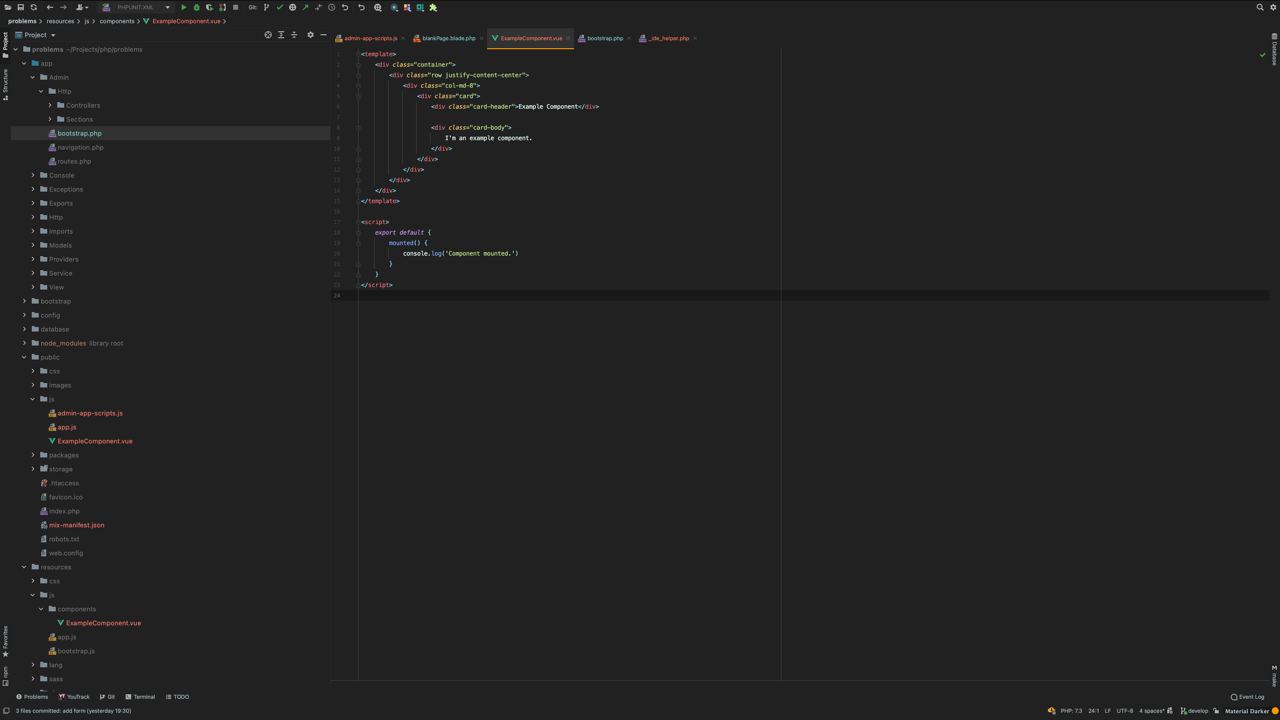 Git:
PHPUNIT.XML
problems > resources > js > components > ExampleComponent.vue >
Project
admin-app-scripts.js
blankPage.blade.php
ExampleComponent.vue
bootstrap.php
_ide_helper.php
Project
Structure
Favorites
npm
Database
make
problems ~/Projects/php/problems
app
Admin
Http
Controllers
Sections
bootstrap.php
navigation.php
routes.php
Console
Exceptions
Exports
Http
Imports
Models
Providers
Service
View
bootstrap
config
database
node_modules library root
public
css
images
js
admin-app-scripts.js
app.js
ExampleComponent.vue
packages
storage
.htaccess
favicon.ico
index.php
mix-manifest.json
robots.txt
web.config
resources
css
js
components
ExampleComponent.vue
app.js
bootstrap.js
lang
sass
1 <template>
2 <div class="container">
3 <div class="row justify-content-center">
4 <div class="col-md-8">
5 <div class="card">
6 <div class="card-header">Example Component</div>
7
8 <div class="card-body">
9 I'm an example component.
10 </div>
11 </div>
12 </div>
13 </div>
14 </div>
15 </template>
16
17 <script>
18 export default {
19 mounted() {
20 console.log('Component mounted.')
21 }
22 }
23 </script>
24
Problems YouTrack Git Terminal TODO
Event Log
3 files committed: add form (yesterday 19:30)
PHP: 7.3 24:1 LF UTF-8 4 spaces develop Material Darker